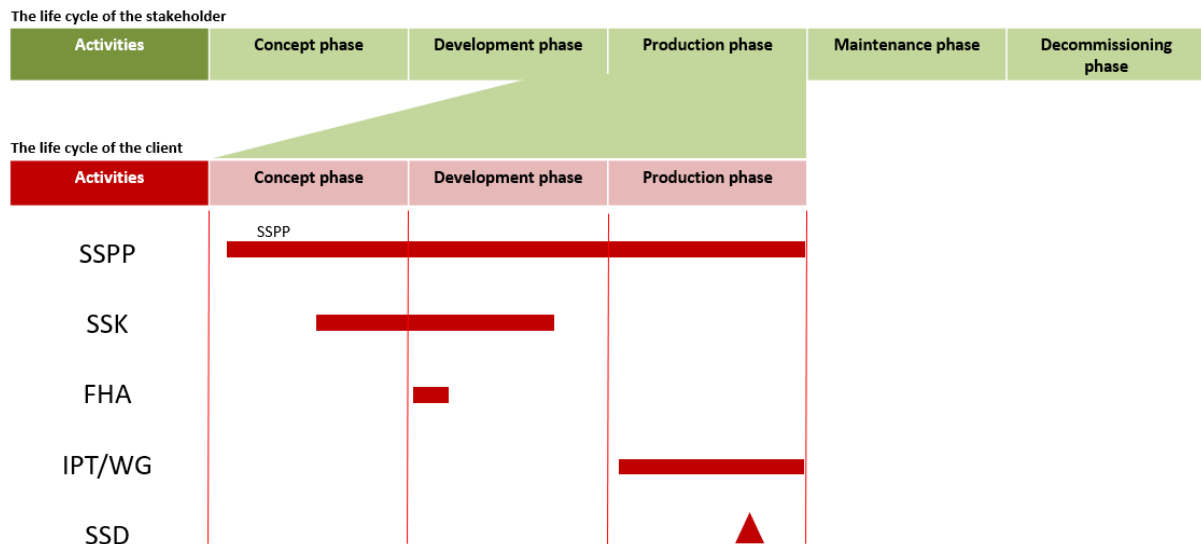 The life cycle of the stakeholder
Activities
Concept phase
Development phase
Production phase
Maintenance phase
Decommissioning
phase
The life cycle of the client
Activities
Concept phase
Development phase
Production phase
SSPP
SSPP
SSK
FHA
IPT/WG
SSD